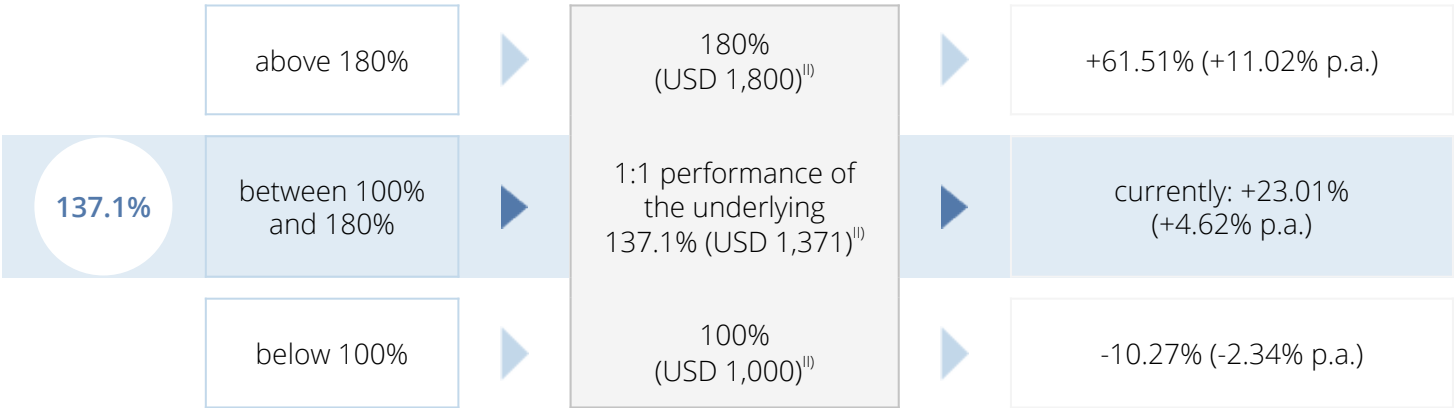 above 180%
180%
(USD 1,800)II)
+61.51% (+11.02% p.a.)
137.1%
between 100%
and 180%
1:1 performance of
the underlying
137.1% (USD 1,371)II)
currently: +23.01%
(+4.62% p.a.)
below 100%
100%
(USD 1,000)II)
-10.27% (-2.34% p.a.)